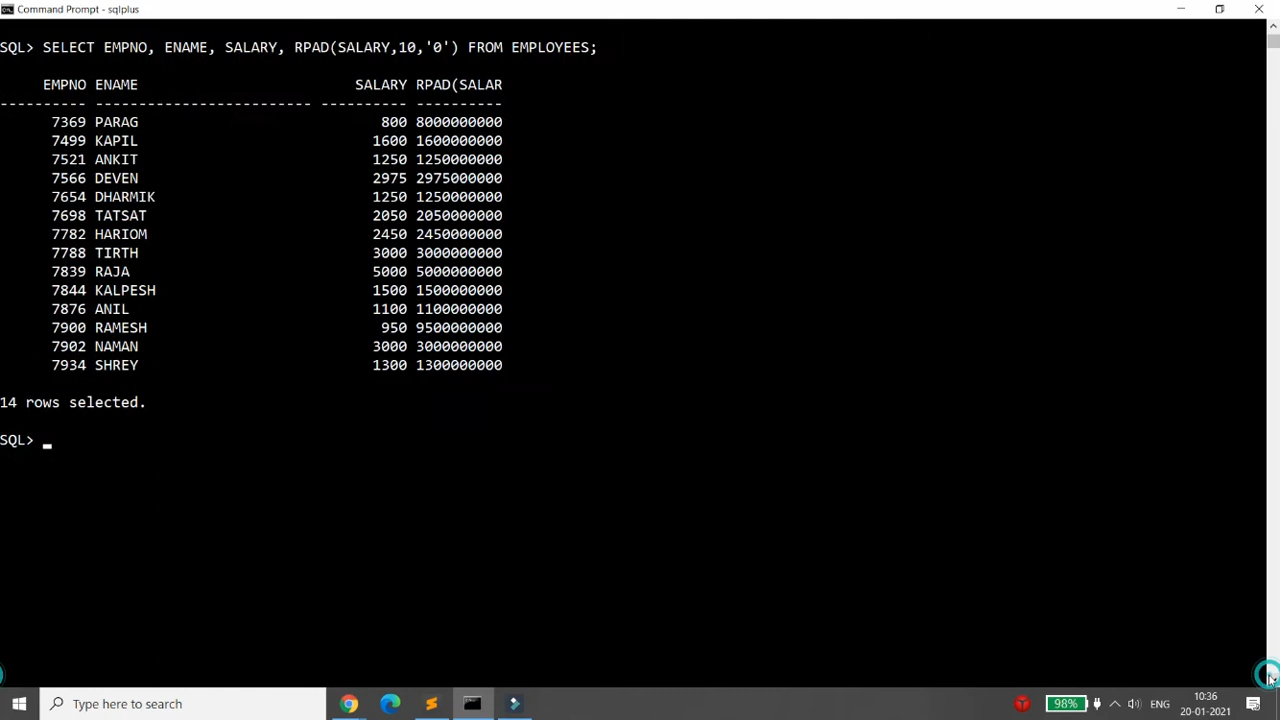 Command Prompt - sqlplus
SQL> SELECT EMPNO, ENAME, SALARY, RPAD(SALARY,10,'0') FROM EMPLOYEES;
EMPNO ENAME SALARY RPAD(SALAR
---------- ------------------------- ---------- ----------
7369 PARAG 800 8000000000
7499 KAPIL 1600 1600000000
7521 ANKIT 1250 1250000000
7566 DEVEN 2975 2975000000
7654 DHARMIK 1250 1250000000
7698 TATSAT 2050 2050000000
7782 HARIOM 2450 2450000000
7788 TIRTH 3000 3000000000
7839 RAJA 5000 5000000000
7844 KALPESH 1500 1500000000
7876 ANIL 1100 1100000000
7900 RAMESH 950 9500000000
7902 NAMAN 3000 3000000000
7934 SHREY 1300 1300000000
14 rows selected.
SQL> _
Type here to search
98%
ENG
10:36
20-01-2021